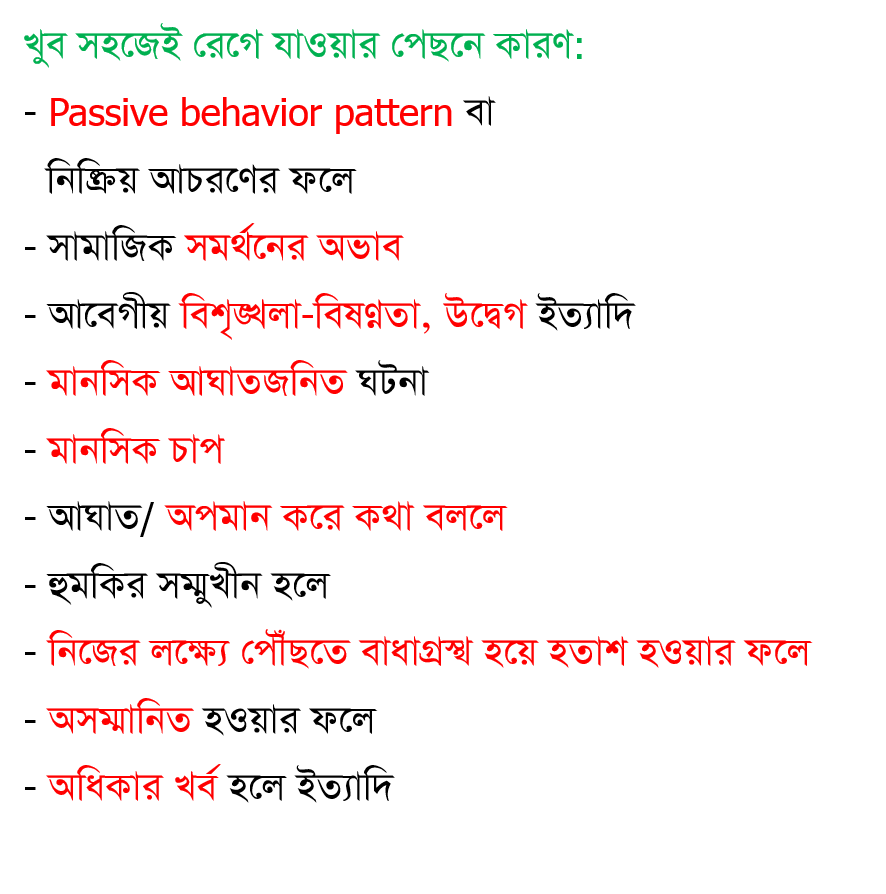 খুব সহজেই রেগে যাওয়ার পেছনে কারণ:
- Passive behavior pattern বা
নিষ্ক্রিয় আচরণের ফলে
- সামাজিক সমর্থনের অভাব
- আবেগীয় বিশৃঙ্খলা-বিষণ্ণতা, উদ্বেগ ইত্যাদি
- মানসিক আঘাতজনিত ঘটনা
- মানসিক চাপ
- আঘাত/ অপমান করে কথা বললে
- হুমকির সম্মুখীন হলে
- নিজের লক্ষ্যে পৌঁছতে বাধাগ্রস্থ হয়ে হতাশ হওয়ার ফলে
- অসম্মানিত হওয়ার ফলে
- অধিকার খর্ব হলে ইত্যাদি